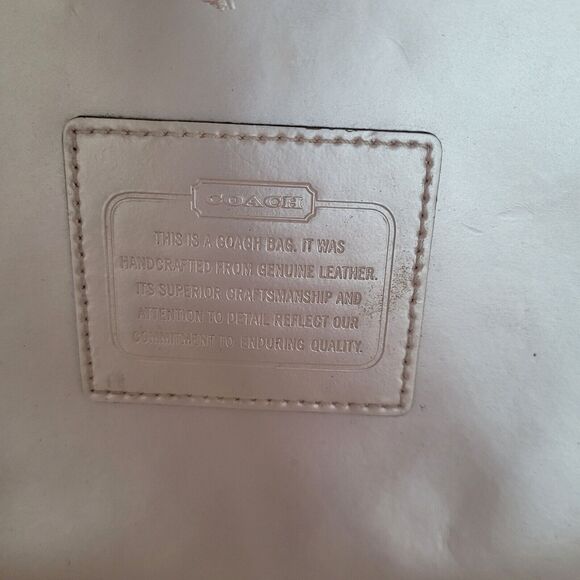 COACH
THIS IS A COACH BAG. IT WAS
HANDCRAFTED FROM GENUINE LEATHER.
ITS SUPERIOR CRAFTSMANSHIP AND
ATTENTION TO DETAIL REFLECT OUR
COMMITMENT TO ENDURING QUALITY.